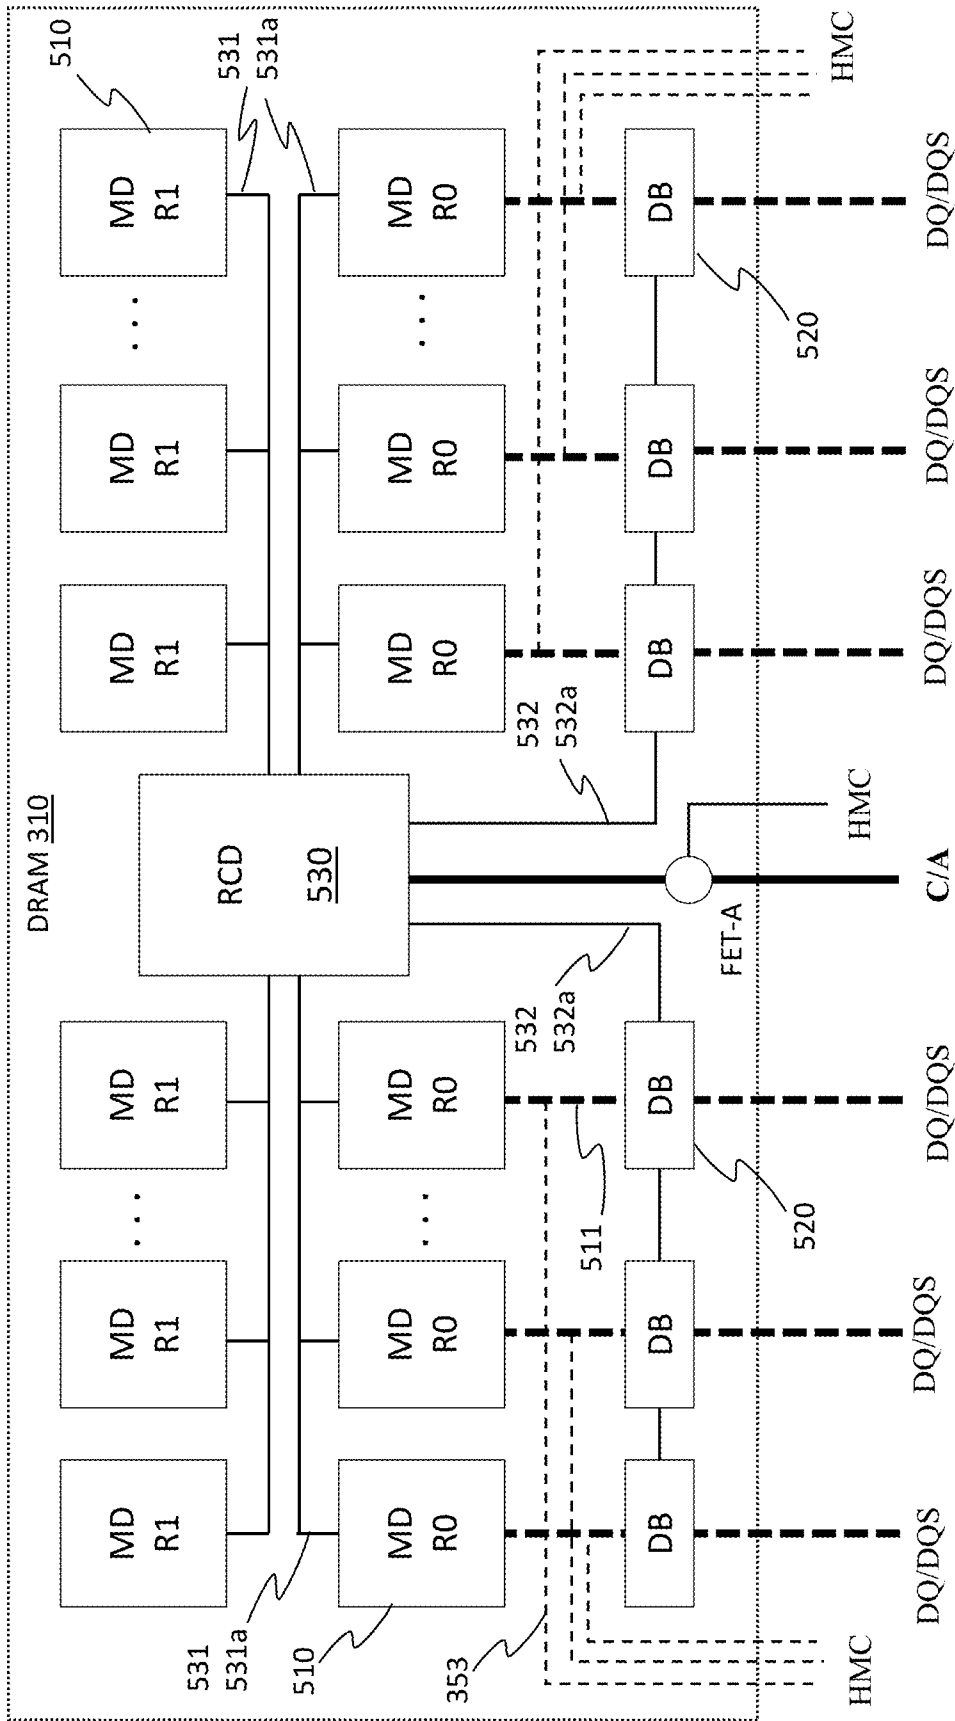 DRAM 310
510
MD R1
MD R1
. . .
MD R1
MD R1
MD R1
. . .
MD R1
531
531a
RCD
530
531
531a
510
MD R0
MD R0
. . .
MD R0
MD R0
MD R0
. . .
MD R0
353
532
532a
532
532a
511
DB
DB
DB
DB
DB
DB
FET-A
520
520
HMC
HMC
HMC
DQ/DQS
DQ/DQS
DQ/DQS
C/A
DQ/DQS
DQ/DQS
DQ/DQS